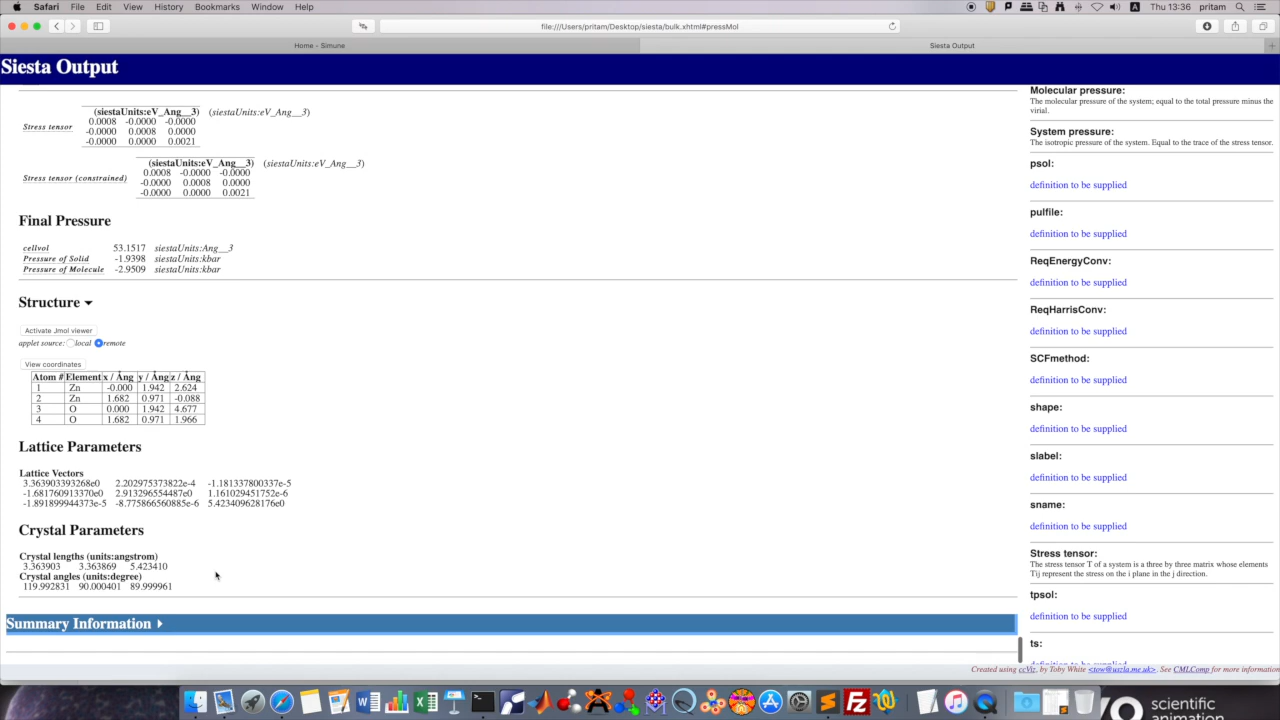 Safari File Edit View History Bookmarks Window Help
Thu 13:36 pritam
file:///Users/pritam/Desktop/siesta/bulk.xhtml#pressMol
Home - Simune
Siesta Output
Siesta Output
(siestaUnits:eV_Ang__3) (siestaUnits:eV_Ang__3)
0.0008 -0.0000 -0.0000
Stress tensor -0.0000 0.0008 0.0000
-0.0000 0.0000 0.0021
(siestaUnits:eV_Ang__3) (siestaUnits:eV_Ang__3)
0.0008 -0.0000 -0.0000
Stress tensor (constrained) -0.0000 0.0008 0.0000
-0.0000 0.0000 0.0021
Final Pressure
cellvol 53.1517 siestaUnits:Ang__3
Pressure of Solid -1.9398 siestaUnits:kbar
Pressure of Molecule -2.9509 siestaUnits:kbar
Structure
Activate Jmol viewer
applet source: local remote
View coordinates
Atom # Element x / Ång y / Ång z / Ång
1 Zn -0.000 1.942 2.624
2 Zn 1.682 0.971 -0.088
3 O 0.000 1.942 4.677
4 O 1.682 0.971 1.966
Lattice Parameters
Lattice Vectors
3.363903393268e0 2.202975373822e-4 -1.181337800337e-5
-1.681760913370e0 2.913296554487e0 1.161029451752e-6
-1.891899944373e-5 -8.775866560885e-6 5.423409628176e0
Crystal Parameters
Crystal lengths (units:angstrom)
3.363903 3.363869 5.423410
Crystal angles (units:degree)
119.992831 90.000401 89.999961
Summary Information
Molecular pressure:
The molecular pressure of the system; equal to the total pressure minus the
virial.
System pressure:
The isotropic pressure of the system. Equal to the trace of the stress tensor.
psol:
definition to be supplied
pulfile:
definition to be supplied
ReqEnergyConv:
definition to be supplied
ReqHarrisConv:
definition to be supplied
SCFmethod:
definition to be supplied
shape:
definition to be supplied
slabel:
definition to be supplied
sname:
definition to be supplied
Stress tensor:
The stress tensor T of a system is a three by three matrix whose elements
Tij represent the stress on the i plane in the j direction.
tpsol:
definition to be supplied
ts:
Created using ccViz, by Toby White <tow@uszla.me.uk>. See CMLComp for more information
scientific